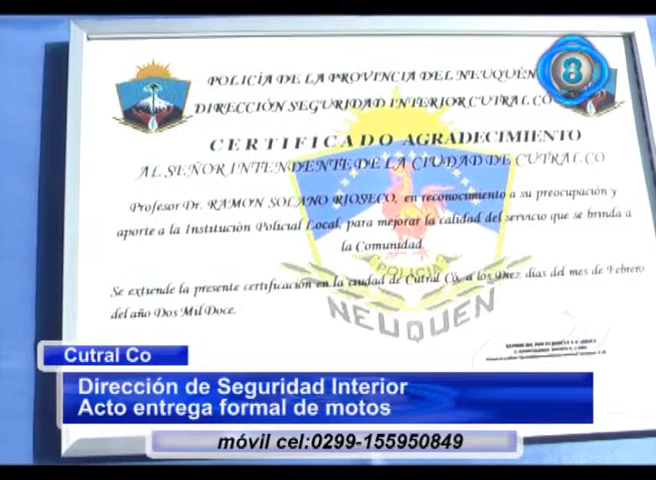 POLICÌA DE LA PROVINCIA DEL NEUQUÉN
8
DIRECCIÓN SEGURIDAD INTERIOR CUTRAL CO
CERTIFICADO AGRADECIMIENTO
AL SEÑOR INTENDENTE DE LA CIUDAD DE CUTRAL CO
Profesor Dr. RAMON SOLANO RIOSECO, en reconocimiento a su preocupación y
aporte a la Institución Policial Local, para mejorar la calidad del servicio que se brinda a
la Comunidad.
POLICIA
Se extiende la presente certificación en la ciudad de Cutral Có, a los Diez días del mes de Febrero
del año Dos Mil Doce.
NEUQUEN
Cutral Co
Dirección de Seguridad Interior
Acto entrega formal de motos
móvil cel:0299-155950849